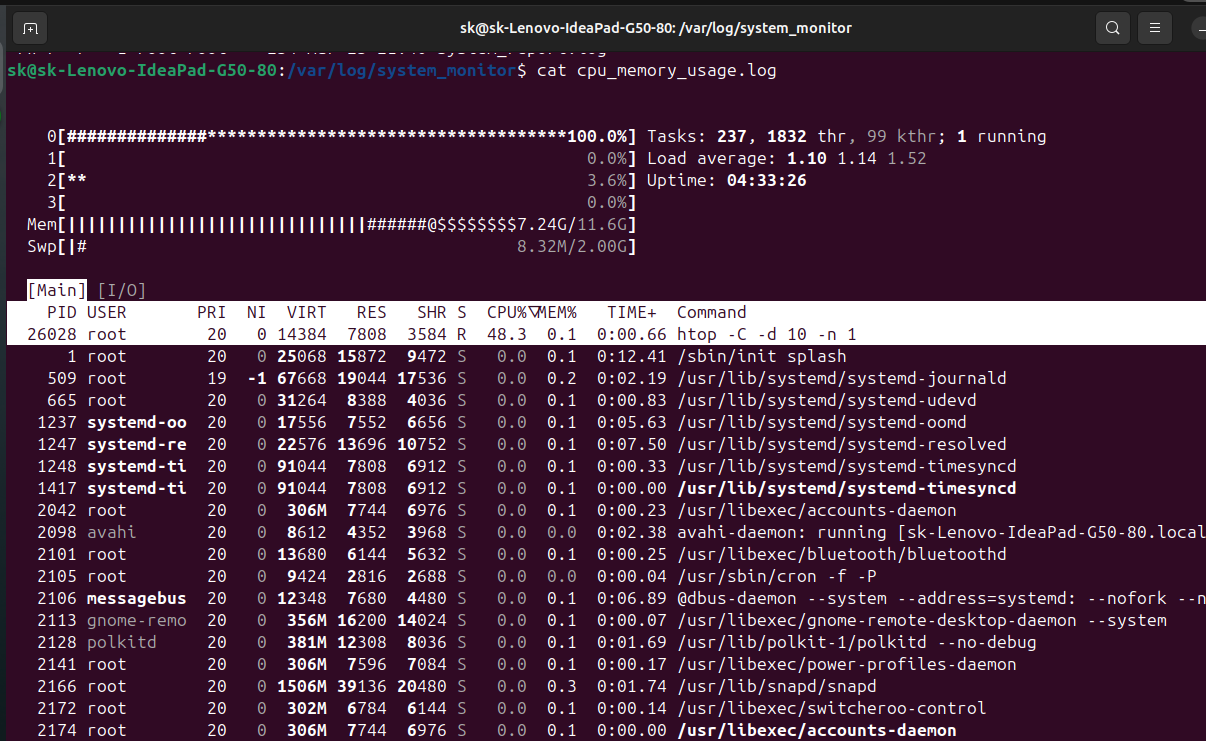 sk@sk-Lenovo-IdeaPad-G50-80: /var/log/system_monitor
sk@sk-Lenovo-IdeaPad-G50-80:/var/log/system_monitor$ cat cpu_memory_usage.log
0[##############************************************100.0%] Tasks: 237, 1832 thr, 99 kthr; 1 running
1[ 0.0%] Load average: 1.10 1.14 1.52
2[** 3.6%] Uptime: 04:33:26
3[ 0.0%]
Mem[||||||||||||||||||||||||||||||######@$$$$$$$$7.24G/11.6G]
Swp[|# 8.32M/2.00G]
[Main] [I/O]
PID USER PRI NI VIRT RES SHR S CPU%▽MEM% TIME+ Command
26028 root 20 0 14384 7808 3584 R 48.3 0.1 0:00.66 htop -C -d 10 -n 1
1 root 20 0 25068 15872 9472 S 0.0 0.1 0:12.41 /sbin/init splash
509 root 19 -1 67668 19044 17536 S 0.0 0.2 0:02.19 /usr/lib/systemd/systemd-journald
665 root 20 0 31264 8388 4036 S 0.0 0.1 0:00.83 /usr/lib/systemd/systemd-udevd
1237 systemd-oo 20 0 17556 7552 6656 S 0.0 0.1 0:05.63 /usr/lib/systemd/systemd-oomd
1247 systemd-re 20 0 22576 13696 10752 S 0.0 0.1 0:07.50 /usr/lib/systemd/systemd-resolved
1248 systemd-ti 20 0 91044 7808 6912 S 0.0 0.1 0:00.33 /usr/lib/systemd/systemd-timesyncd
1417 systemd-ti 20 0 91044 7808 6912 S 0.0 0.1 0:00.00 /usr/lib/systemd/systemd-timesyncd
2042 root 20 0 306M 7744 6976 S 0.0 0.1 0:00.23 /usr/libexec/accounts-daemon
2098 avahi 20 0 8612 4352 3968 S 0.0 0.0 0:02.38 avahi-daemon: running [sk-Lenovo-IdeaPad-G50-80.local
2101 root 20 0 13680 6144 5632 S 0.0 0.1 0:00.25 /usr/libexec/bluetooth/bluetoothd
2105 root 20 0 9424 2816 2688 S 0.0 0.0 0:00.04 /usr/sbin/cron -f -P
2106 messagebus 20 0 12348 7680 4480 S 0.0 0.1 0:06.89 @dbus-daemon --system --address=systemd: --nofork --n
2113 gnome-remo 20 0 356M 16200 14024 S 0.0 0.1 0:00.07 /usr/libexec/gnome-remote-desktop-daemon --system
2128 polkitd 20 0 381M 12308 8036 S 0.0 0.1 0:01.69 /usr/lib/polkit-1/polkitd --no-debug
2141 root 20 0 306M 7596 7084 S 0.0 0.1 0:00.17 /usr/libexec/power-profiles-daemon
2166 root 20 0 1506M 39136 20480 S 0.0 0.3 0:01.74 /usr/lib/snapd/snapd
2172 root 20 0 302M 6784 6144 S 0.0 0.1 0:00.14 /usr/libexec/switcheroo-control
2174 root 20 0 306M 7744 6976 S 0.0 0.1 0:00.00 /usr/libexec/accounts-daemon